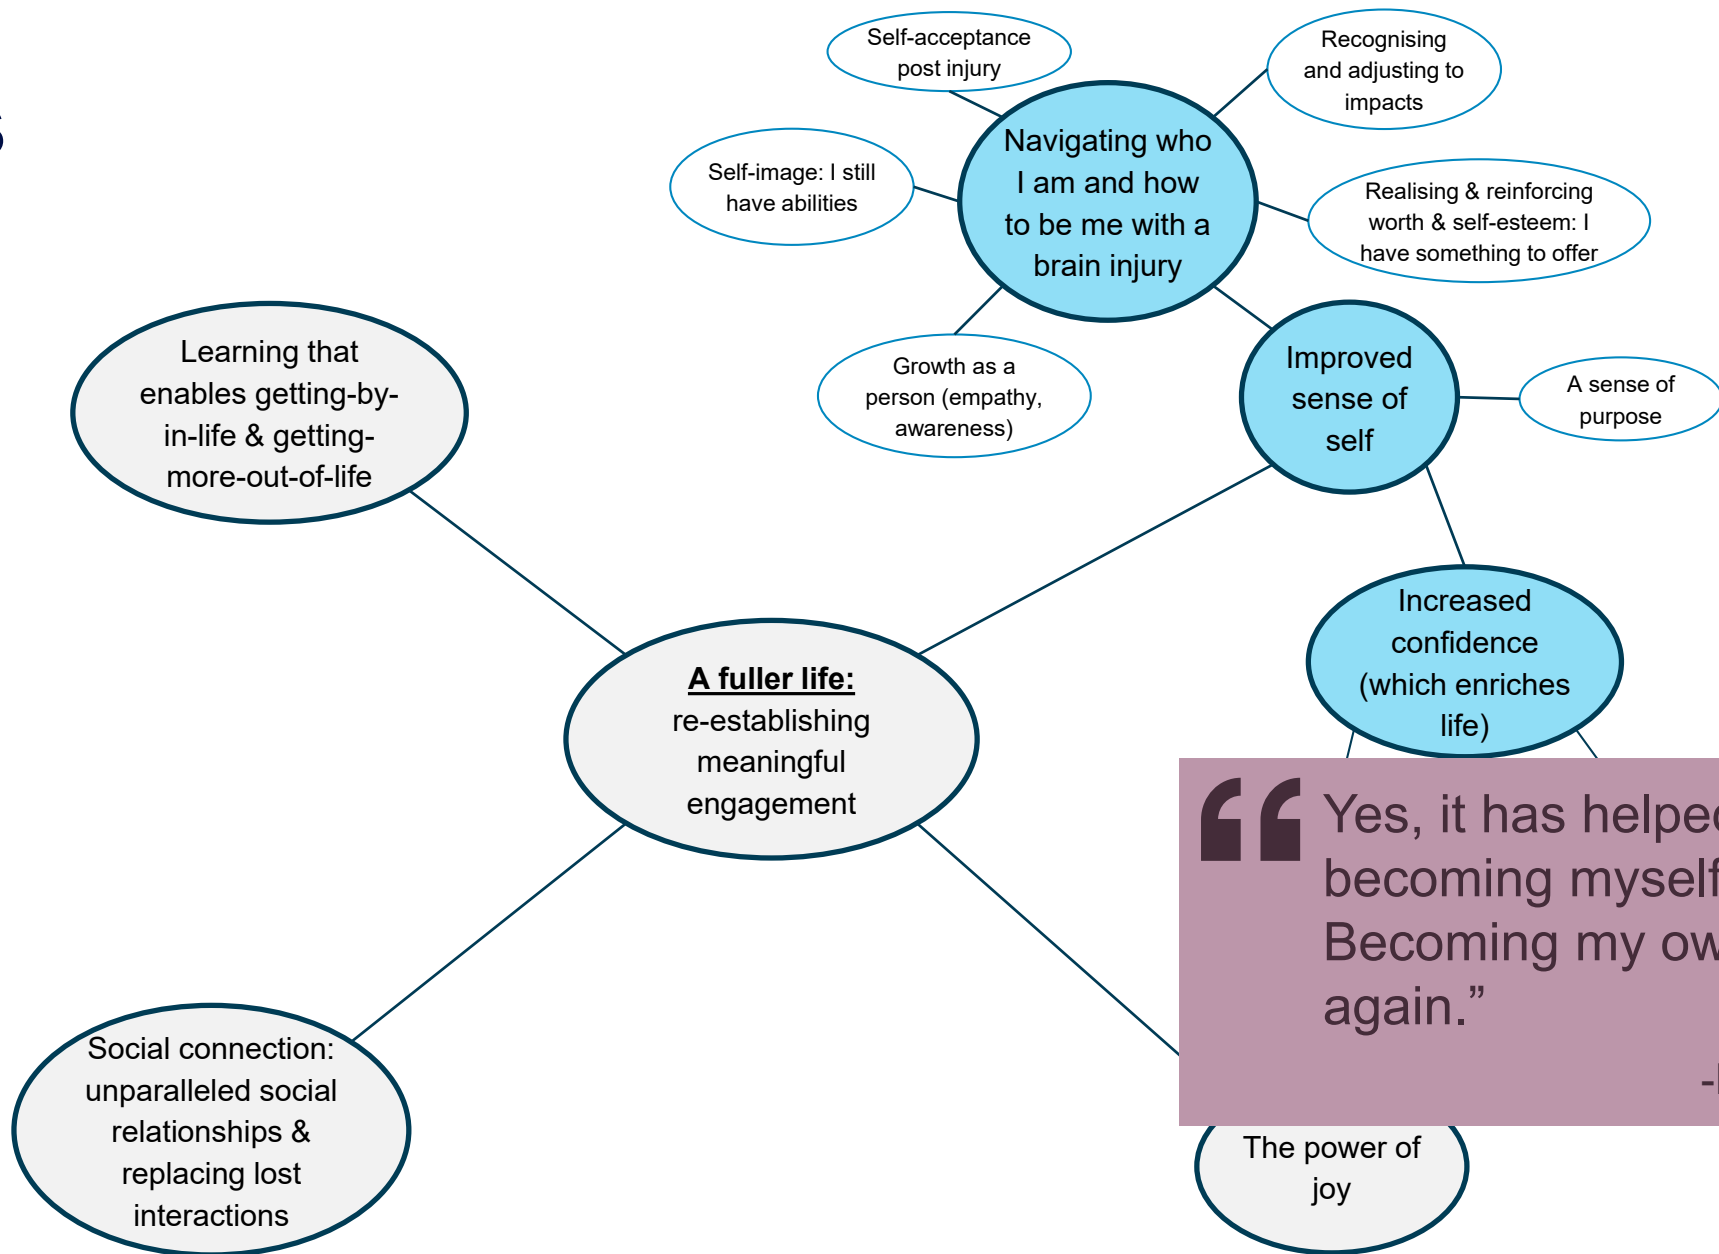 s
Self-acceptance
post injury
Recognising
and adjusting to
impacts
Navigating who
I am and how
to be me with a
brain injury
Self-image: I still
have abilities
Realising & reinforcing
worth & self-esteem: I
have something to offer
Growth as a
person (empathy,
awareness)
Improved
sense of
self
A sense of
purpose
Learning that
enables getting-by-
in-life & getting-
more-out-of-life
Increased
confidence
(which enriches
life)
A fuller life:
re-establishing
meaningful
engagement
“ Yes, it has helped
becoming myself
Becoming my
again.”
Social connection:
unparalleled social
relationships &
replacing lost
interactions
The power of
joy